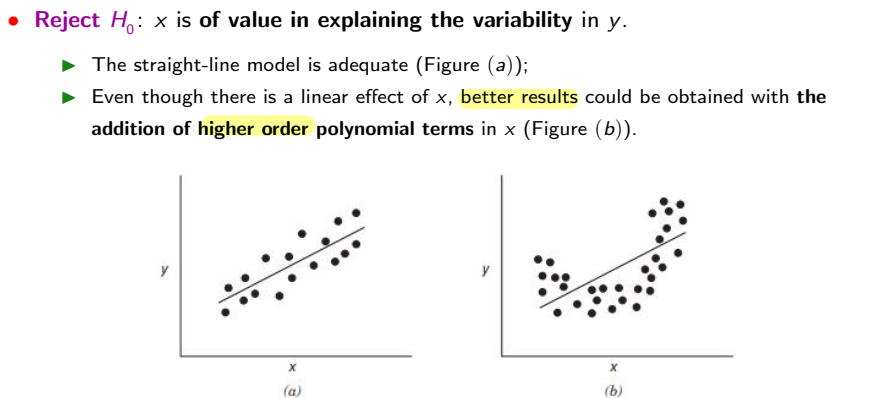 • Reject H₀: x is of value in explaining the variability in y.
▶ The straight-line model is adequate (Figure (a));
▶ Even though there is a linear effect of x, better results could be obtained with the
addition of higher order polynomial terms in x (Figure (b)).
y
x
(a)
y
x
(b)